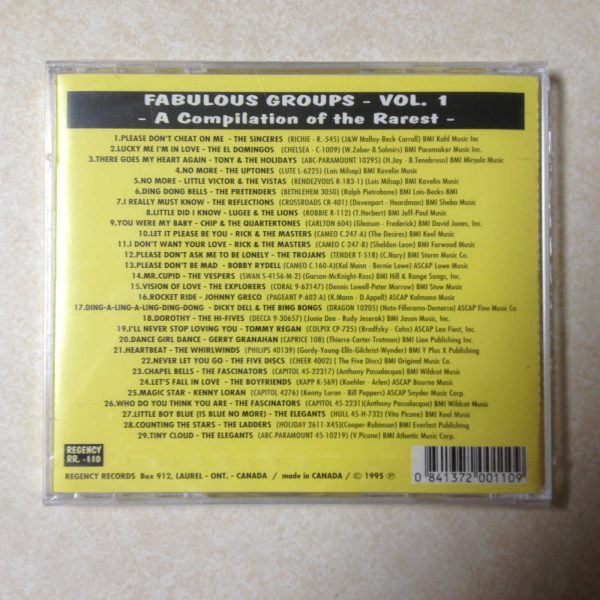 FABULOUS GROUPS - VOL. 1
- A Compilation of the Rarest -
1.PLEASE DON'T CHEAT ON ME - THE SINCERES (RICHIE - R. -545) (J&W Malloy-Beck-Carroll) BMI Kahl Music Inc
2.LUCKY ME I'M IN LOVE - THE EL DOMINGOS (CHELSEA - C-1009) (W.Zober-B.Salmirs) BMI Pacemaker Music Inc.
3.THERE GOES MY HEART AGAIN - TONY & THE HOLIDAYS (ABC-PARAMOUNT 10295) (H.Jay - B.Tenebruso) BMI Mirjula Music
4.NO MORE - THE UPTONES (LUTE L-6225) (Lois Milsap) BMI Kavelin Music
5.NO MORE - LITTLE VICTOR & THE VISTAS (RENDEZVOUS R-183-1) (Lois Milsap) BMI Kavelin Music
6.DING DONG BELLS - THE PRETENDERS (BETHLEHEM 3050) (Ralph Pietrobone) BMI Lois-Becks-BMI
7.I REALLY MUST KNOW - THE REFLECTIONS (CROSSROADS CR-401) (Davenport - Heardman) BMI Sheba Music
8.LITTLE DID I KNOW - LUGEE & THE LIONS (ROBBIE R-112) (T.Herbert) BMI Jeff-Paul Music
9.YOU WERE MY BABY - CHIP & THE QUARTERTONES (CARLTON 604) (Gleason - Frederick) BMI David Jones, Inc.
10.LET IT PLEASE BE YOU - RICK & THE MASTERS (CAMEO C.247-A) (The Desires) BMI Keel Music
11.I DON'T WANT YOUR LOVE - RICK & THE MASTERS (CAMEO C-247-B) (Sheldon-Leon) BMI Forwood Music
12.PLEASE DON'T ASK ME TO BE LONELY - THE TROJANS (TENDER T-518) (C.Nary) BMI Storm Music Co.
13.PLEASE DON'T BE MAD - BOBBY RYDELL (CAMEO C.160-A)(Kal Mann - Bernie Lowe) ASCAP Lowe Music
14.MR.CUPID - THE VESPERS (SWAN S-4156-M-2) (Garson-McKnight-Ross) BMI Hill & Range Songs, Inc.
15.VISION OF LOVE - THE EXPLORERS (CORAL 9-62147) (Dennis Lowell-Peter Morrow) BMI Stow Music
16.ROCKET RIDE - JOHNNY GRECO (PAGEANT P-602-A) (K.Mann - D.Appell) ASCAP Kalmann Music
17.DING-A-LING-A-LING-DING-DONG - DICKY DELL & THE BING BONGS (DRAGON 10205) (Noto-Filloramo-Demarco) ASCAP Fine Music Co.
18.DOROTHY - THE HI-FIVES (DECCA 9-30657) (Junie Dee - Rudy Jeserak) BMI Jason Music, Inc.
19.I'LL NEVER STOP LOVING YOU - TOMMY REGAN (COLPIX CP-725) (Brodfzky - Cahn) ASCAP Leo Fiest, Inc.
20.DANCE GIRL DANCE - GERRY GRANAHAN (CAPRICE 108) (Thierre-Carter-Trotman) BMI Lion Publishing Inc.
21.HEARTBEAT - THE WHIRLWINDS (PHILIPS 40139) (Gordy-Young-Ellis-Gilchrist-Wynder) BMI Y Plus X Publishing
22.NEVER LET YOU GO - THE FIVE DISCS (CHEER 4002) ( The Five Discs) BMI Original Music Co.
23.CHAPEL BELLS - THE FASCINATORS (CAPITOL 45-22317) (Anthony Passalacqua) BMI Wildcat Music
24.LET'S FALL IN LOVE - THE BOYFRIENDS (KAPP K-569) (Koehler - Arlen) ASCAP Bourne Music
25.MAGIC STAR - KENNY LORAN (CAPITOL 4276) (Kenny Loran - Bill Peppers) ASCAP Snyder Music Corp.
26.WHO DO YOU THINK YOU ARE - THE FASCINATORS (CAPITOL 45-22231)(Anthony Passalacqua) BMI Wildcat Music
27.LITTLE BOY BLUE (IS BLUE NO MORE) - THE ELEGANTS (HULL 45-H-732) (Vito Picone) BMI Keel Music
28.COUNTING THE STARS - THE LADDERS (HOLIDAY 2611-X45)(Cooper-Robinson) BMI Everlast Publishing
29.TINY CLOUD - THE ELEGANTS (ABC-PARAMOUNT 45-10219) (V.Picone) BMI Atlantic Music Corp.
REGENCY
RR. -110
REGENCY RECORDS Box 912, LAUREL - ONT. - CANADA / made in CANADA / © 1995 ℗
0 841372 001109